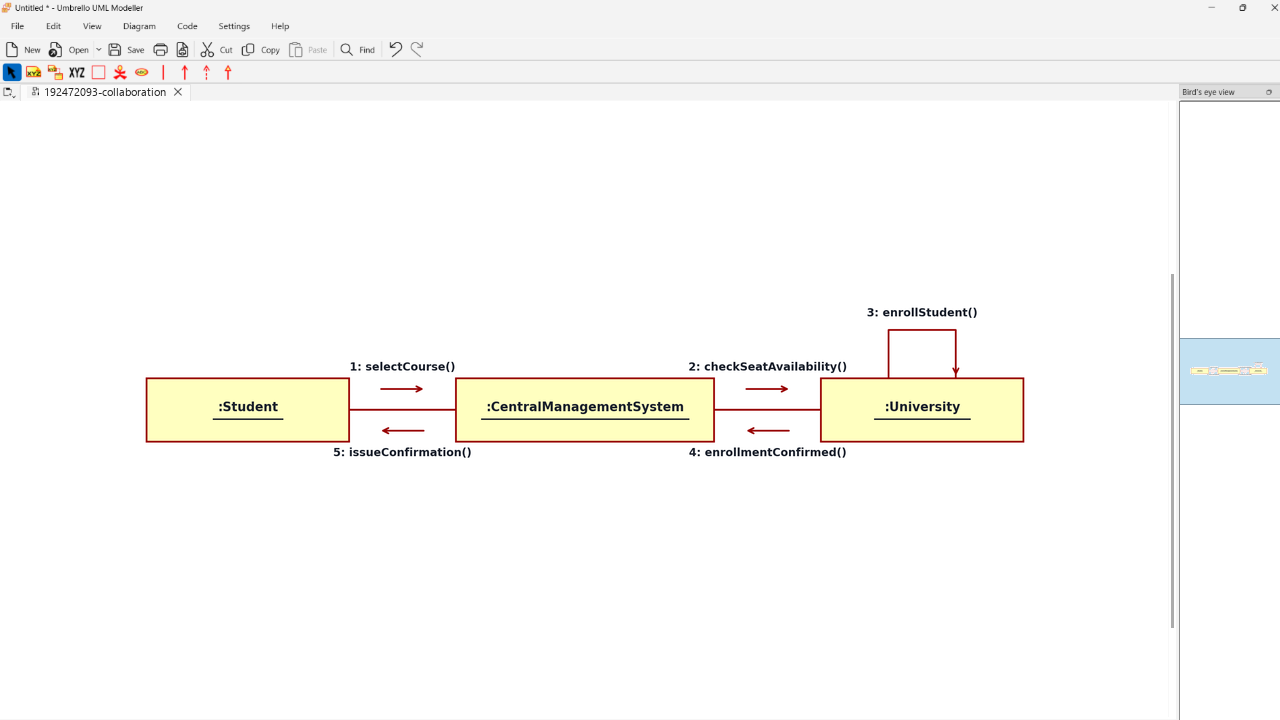 Untitled * - Umbrello UML Modeller
File Edit View Diagram Code Settings Help
New Open Save Cut Copy Paste Find
XYZ XYZ
192472093-collaboration
Bird's eye view
3: enrollStudent()
1: selectCourse()
2: checkSeatAvailability()
:Student
:CentralManagementSystem
:University
5: issueConfirmation()
4: enrollmentConfirmed()